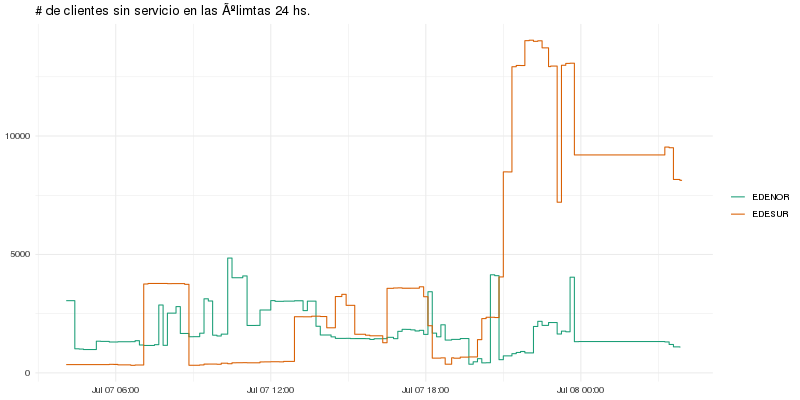 # de clientes sin servicio en las Ãºlimtas 24 hs.
10000
5000
0
Jul 07 06:00
Jul 07 12:00
Jul 07 18:00
Jul 08 00:00
EDENOR
EDESUR